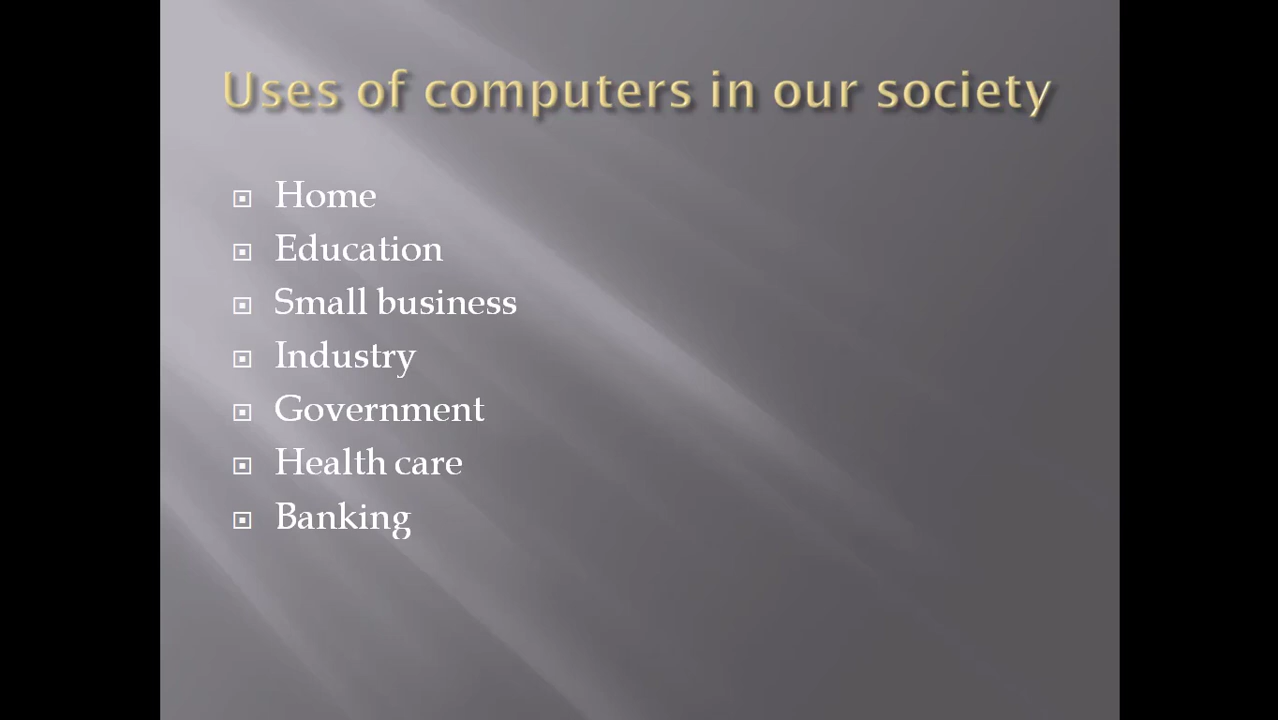 Uses of computers in our society
Home
Education
Small business
Industry
Government
Health care
Banking